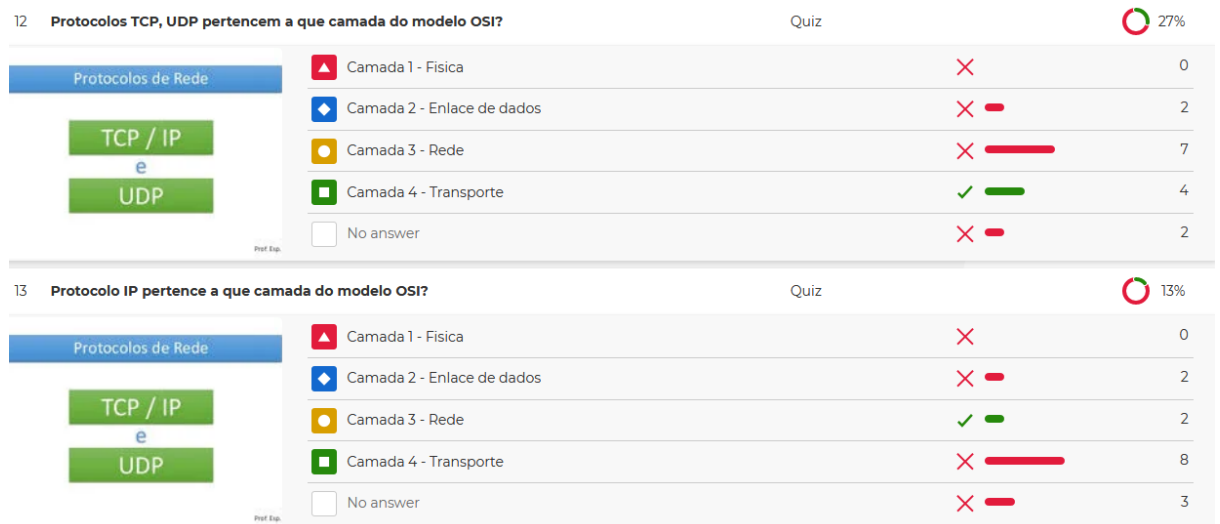 12 Protocolos TCP, UDP pertencem a que camada do modelo OSI? Quiz 27%
Protocolos de Rede
TCP / IP
e
UDP
Prof. Esp.
Camada 1 - Fisica 0
Camada 2 - Enlace de dados 2
Camada 3 - Rede 7
Camada 4 - Transporte 4
No answer 2
13 Protocolo IP pertence a que camada do modelo OSI? Quiz 13%
Protocolos de Rede
TCP / IP
e
UDP
Prof. Esp.
Camada 1 - Fisica 0
Camada 2 - Enlace de dados 2
Camada 3 - Rede 2
Camada 4 - Transporte 8
No answer 3